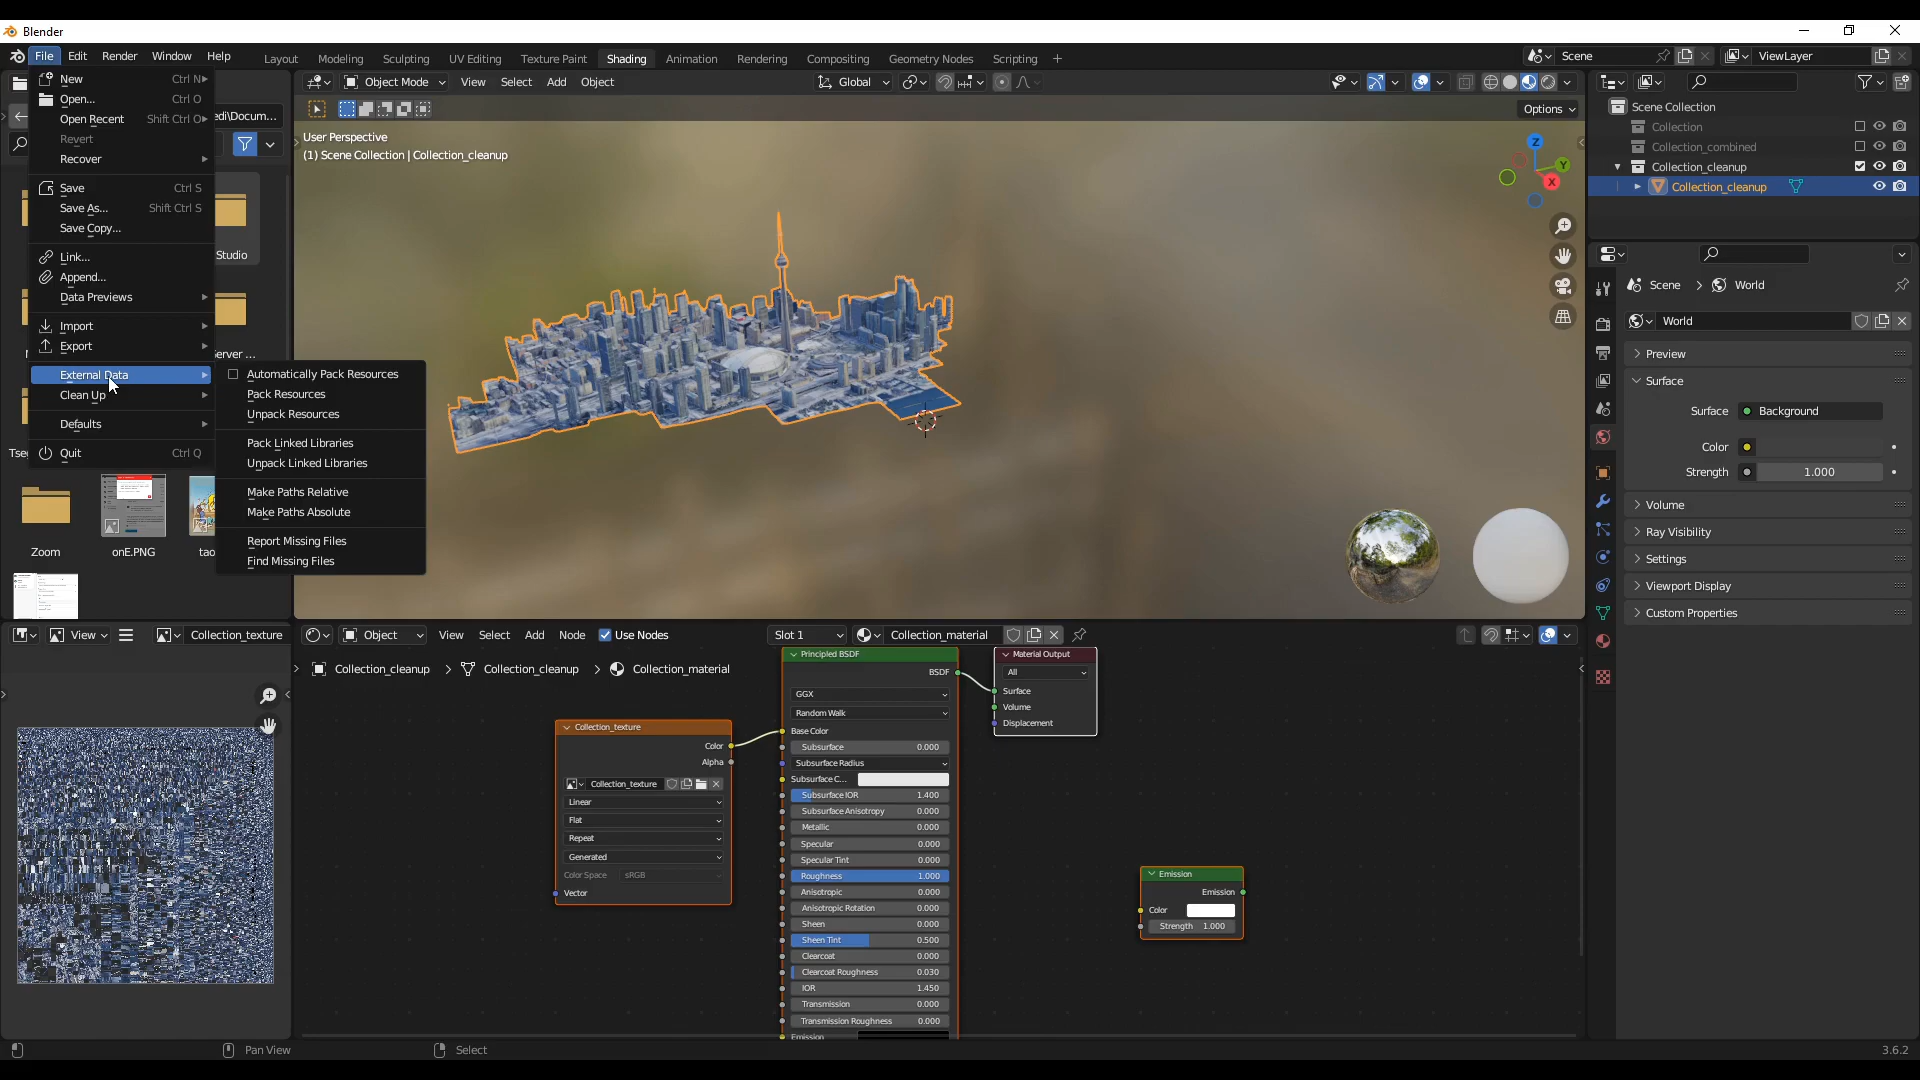 Blender
File Edit Render Window Help Layout Modeling Sculpting UV Editing Texture Paint Shading Animation Rendering Compositing Geometry Nodes Scripting + Scene ViewLayer
New Ctrl N
Open... Ctrl O
Open Recent Shift Ctrl O
Revert
Recover
Save Ctrl S
Save As... Shift Ctrl S
Save Copy...
Link...
Append...
Data Previews
Import
Export
External Data
Clean Up
Defaults
Quit Ctrl Q
Automatically Pack Resources
Pack Resources
Unpack Resources
Pack Linked Libraries
Unpack Linked Libraries
Make Paths Relative
Make Paths Absolute
Report Missing Files
Find Missing Files
edi\Docum...
Studio
erver ...
Tse
Zoom onE.PNG tao
Object Mode View Select Add Object Global
Options
User Perspective
(1) Scene Collection | Collection_cleanup
Z
Y
X
Scene Collection
Collection
Collection_combined
Collection_cleanup
Collection_cleanup
Scene > World
World
Preview
Surface
Surface Background
Color
Strength 1.000
Volume
Ray Visibility
Settings
Viewport Display
Custom Properties
View Collection_texture
Object View Select Add Node Use Nodes Slot 1 Collection_material
Collection_cleanup > Collection_cleanup > Collection_material
Collection_texture
Color
Alpha
Collection_texture
Linear
Flat
Repeat
Generated
Color Space sRGB
Vector
Principled BSDF
BSDF
GGX
Random Walk
Base Color
Subsurface 0.000
Subsurface Radius
Subsurface C...
Subsurface IOR 1.400
Subsurface Anisotropy 0.000
Metallic 0.000
Specular 0.000
Specular Tint 0.000
Roughness 1.000
Anisotropic 0.000
Anisotropic Rotation 0.000
Sheen 0.000
Sheen Tint 0.500
Clearcoat 0.000
Clearcoat Roughness 0.030
IOR 1.450
Transmission 0.000
Transmission Roughness 0.000
Emission
Material Output
All
Surface
Volume
Displacement
Emission
Emission
Color
Strength 1.000
Pan View Select 3.6.2